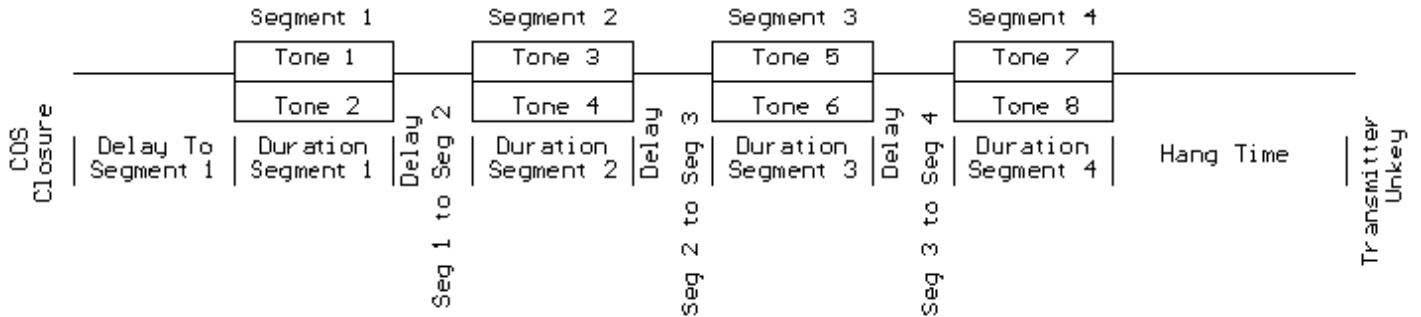 Segment 1
Segment 2
Segment 3
Segment 4
Tone 1
Tone 3
Tone 5
Tone 7
Tone 2
Tone 4
Tone 6
Tone 8
COS
Closure
Delay To
Segment 1
Duration
Segment 1
Delay
Seg 1 to Seg 2
Duration
Segment 2
Delay
Seg 2 to Seg 3
Duration
Segment 3
Delay
Seg 3 to Seg 4
Duration
Segment 4
Hang Time
Transmitter
Unkey